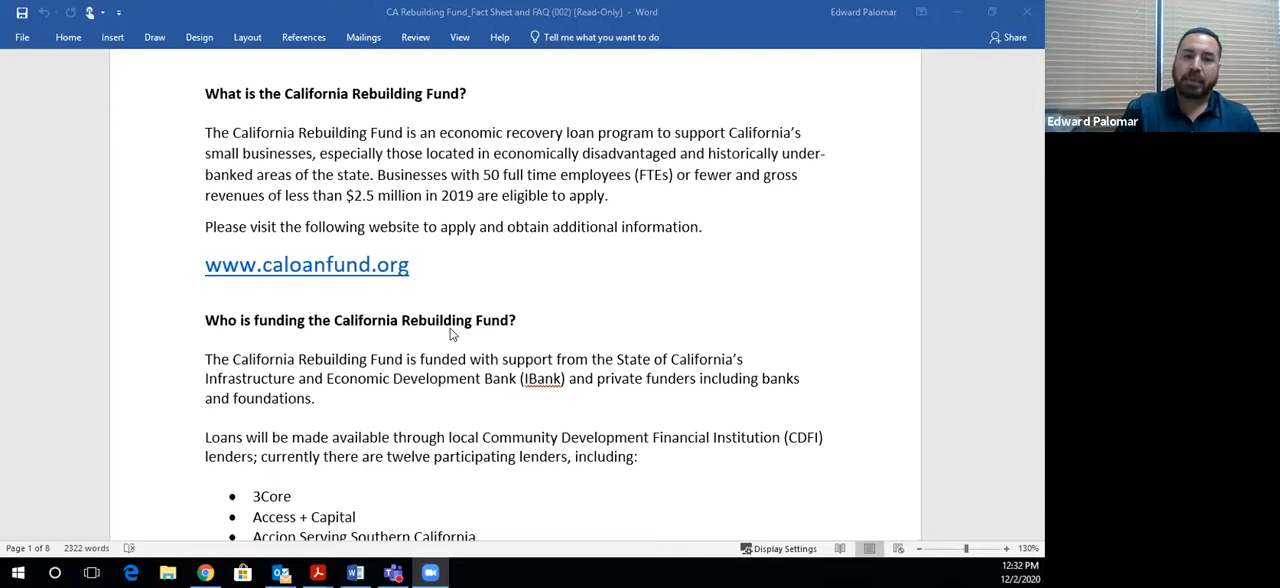 CA Rebuilding Fund_Fact Sheet and FAQ (002) [Read-Only] - Word
Edward Palomar
File Home Insert Draw Design Layout References Mailings Review View Help Tell me what you want to do Share
What is the California Rebuilding Fund?
The California Rebuilding Fund is an economic recovery loan program to support California's
small businesses, especially those located in economically disadvantaged and historically under-
banked areas of the state. Businesses with 50 full time employees (FTEs) or fewer and gross
revenues of less than $2.5 million in 2019 are eligible to apply.
Please visit the following website to apply and obtain additional information.
www.caloanfund.org
Who is funding the California Rebuilding Fund?
The California Rebuilding Fund is funded with support from the State of California's
Infrastructure and Economic Development Bank (IBank) and private funders including banks
and foundations.
Loans will be made available through local Community Development Financial Institution (CDFI)
lenders; currently there are twelve participating lenders, including:
• 3Core
• Access + Capital
• Accion Serving Southern California
Page 1 of 8 2322 words Display Settings 130%
12:32 PM
12/2/2020
Edward Palomar